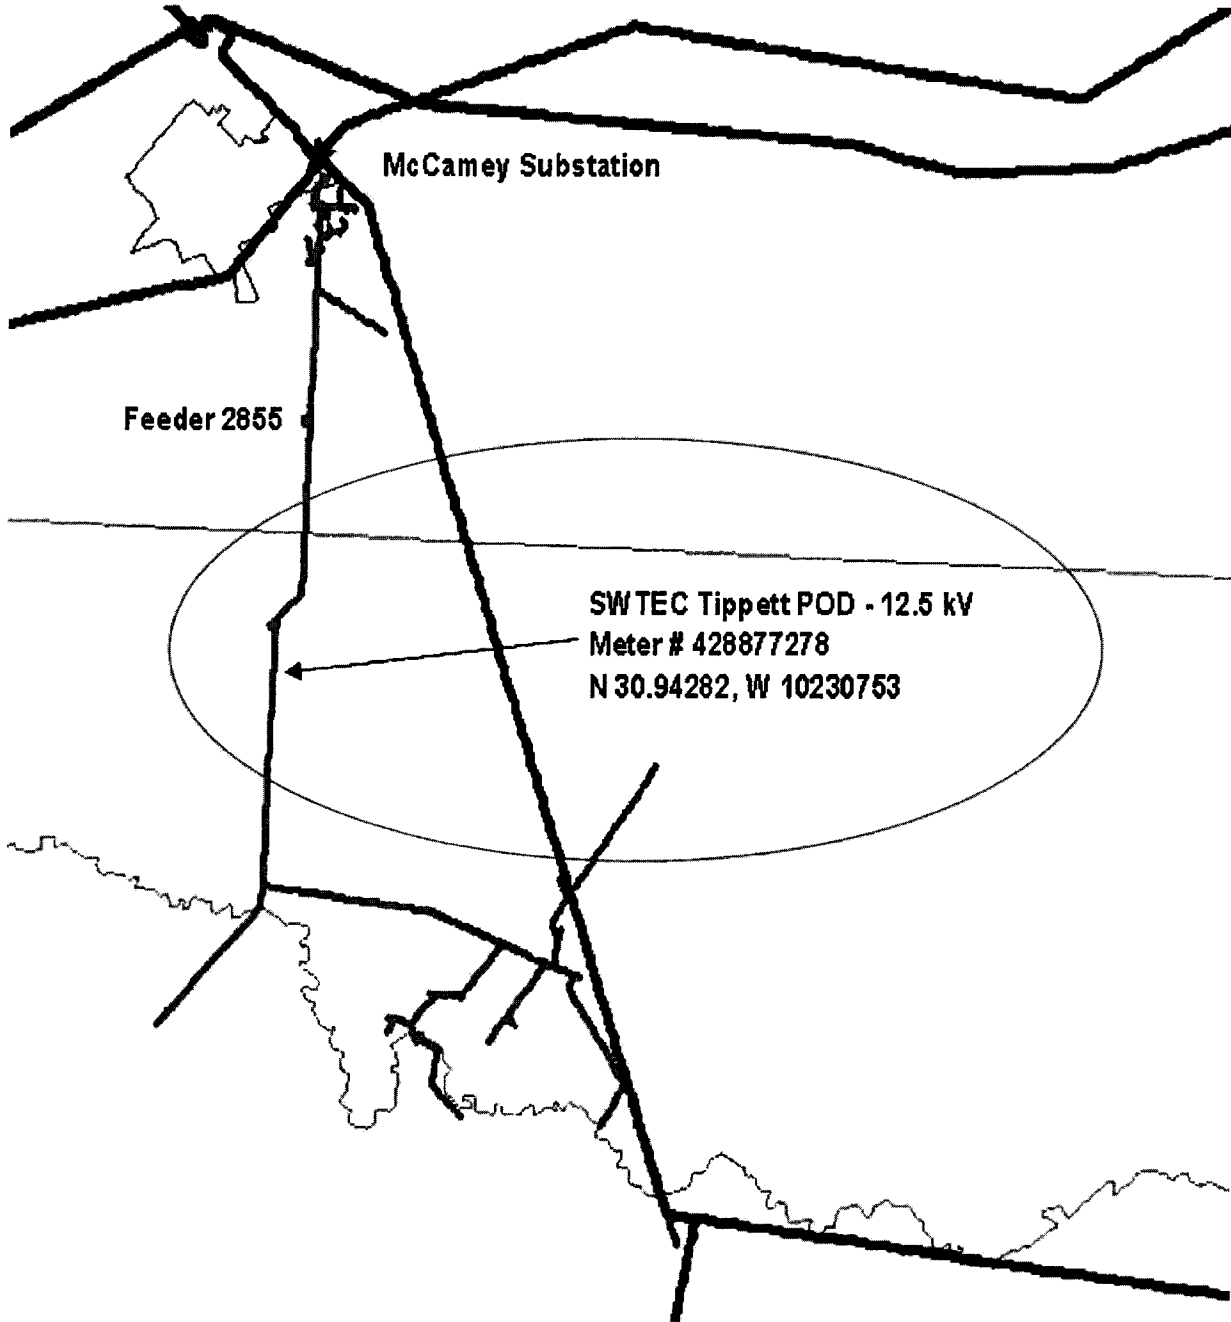 McCamey Substation
Feeder 2855
SWTEC Tippett POD - 12.5 kV
Meter # 428877278
N 30.94282, W 10230753